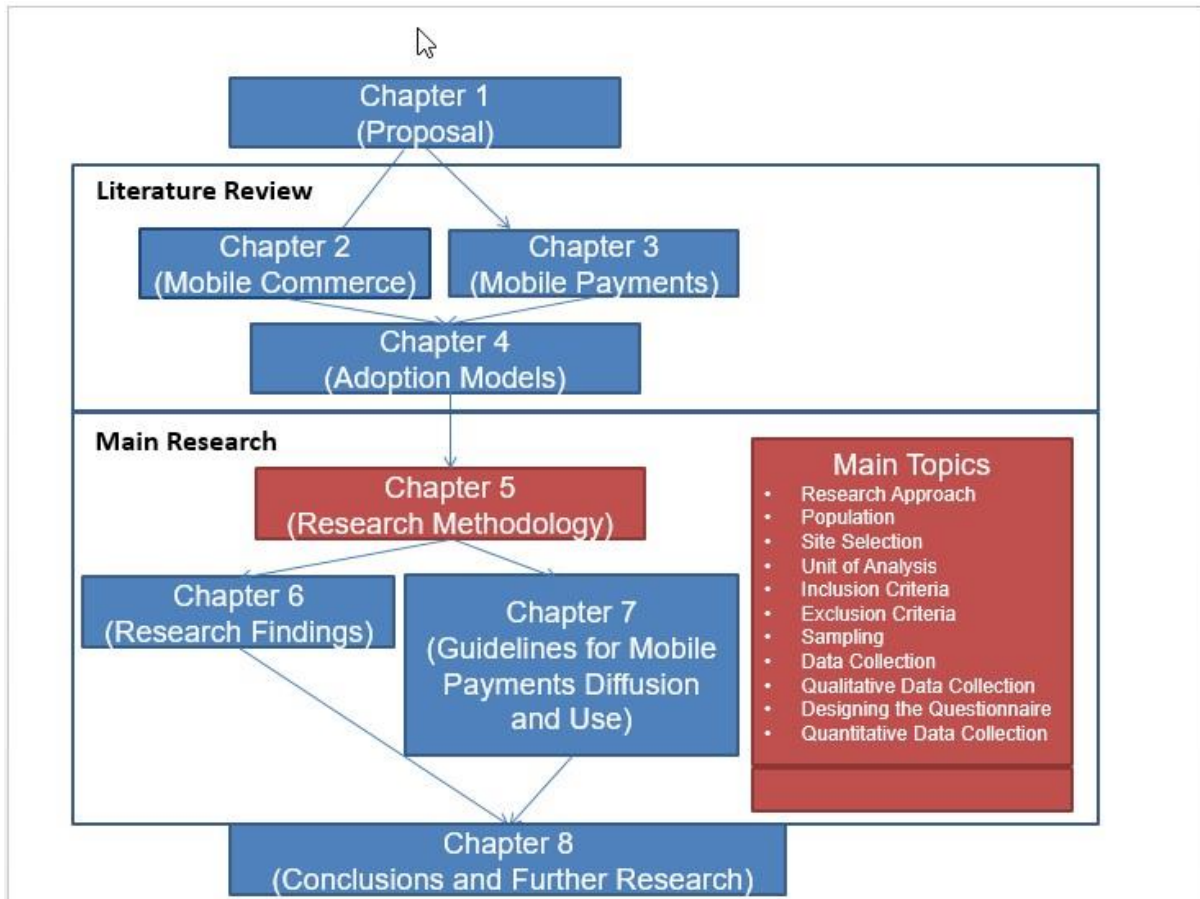 Chapter 1
(Proposal)
Literature Review
Chapter 2
(Mobile Commerce)
Chapter 3
(Mobile Payments)
Chapter 4
(Adoption Models)
Main Research
Chapter 5
(Research Methodology)
Chapter 6
(Research Findings)
Chapter 7
(Guidelines for Mobile
Payments Diffusion
and Use)
Main Topics
• Research Approach
• Population
• Site Selection
• Unit of Analysis
• Inclusion Criteria
• Exclusion Criteria
• Sampling
• Data Collection
• Qualitative Data Collection
• Designing the Questionnaire
• Quantitative Data Collection
Chapter 8
(Conclusions and Further Research)